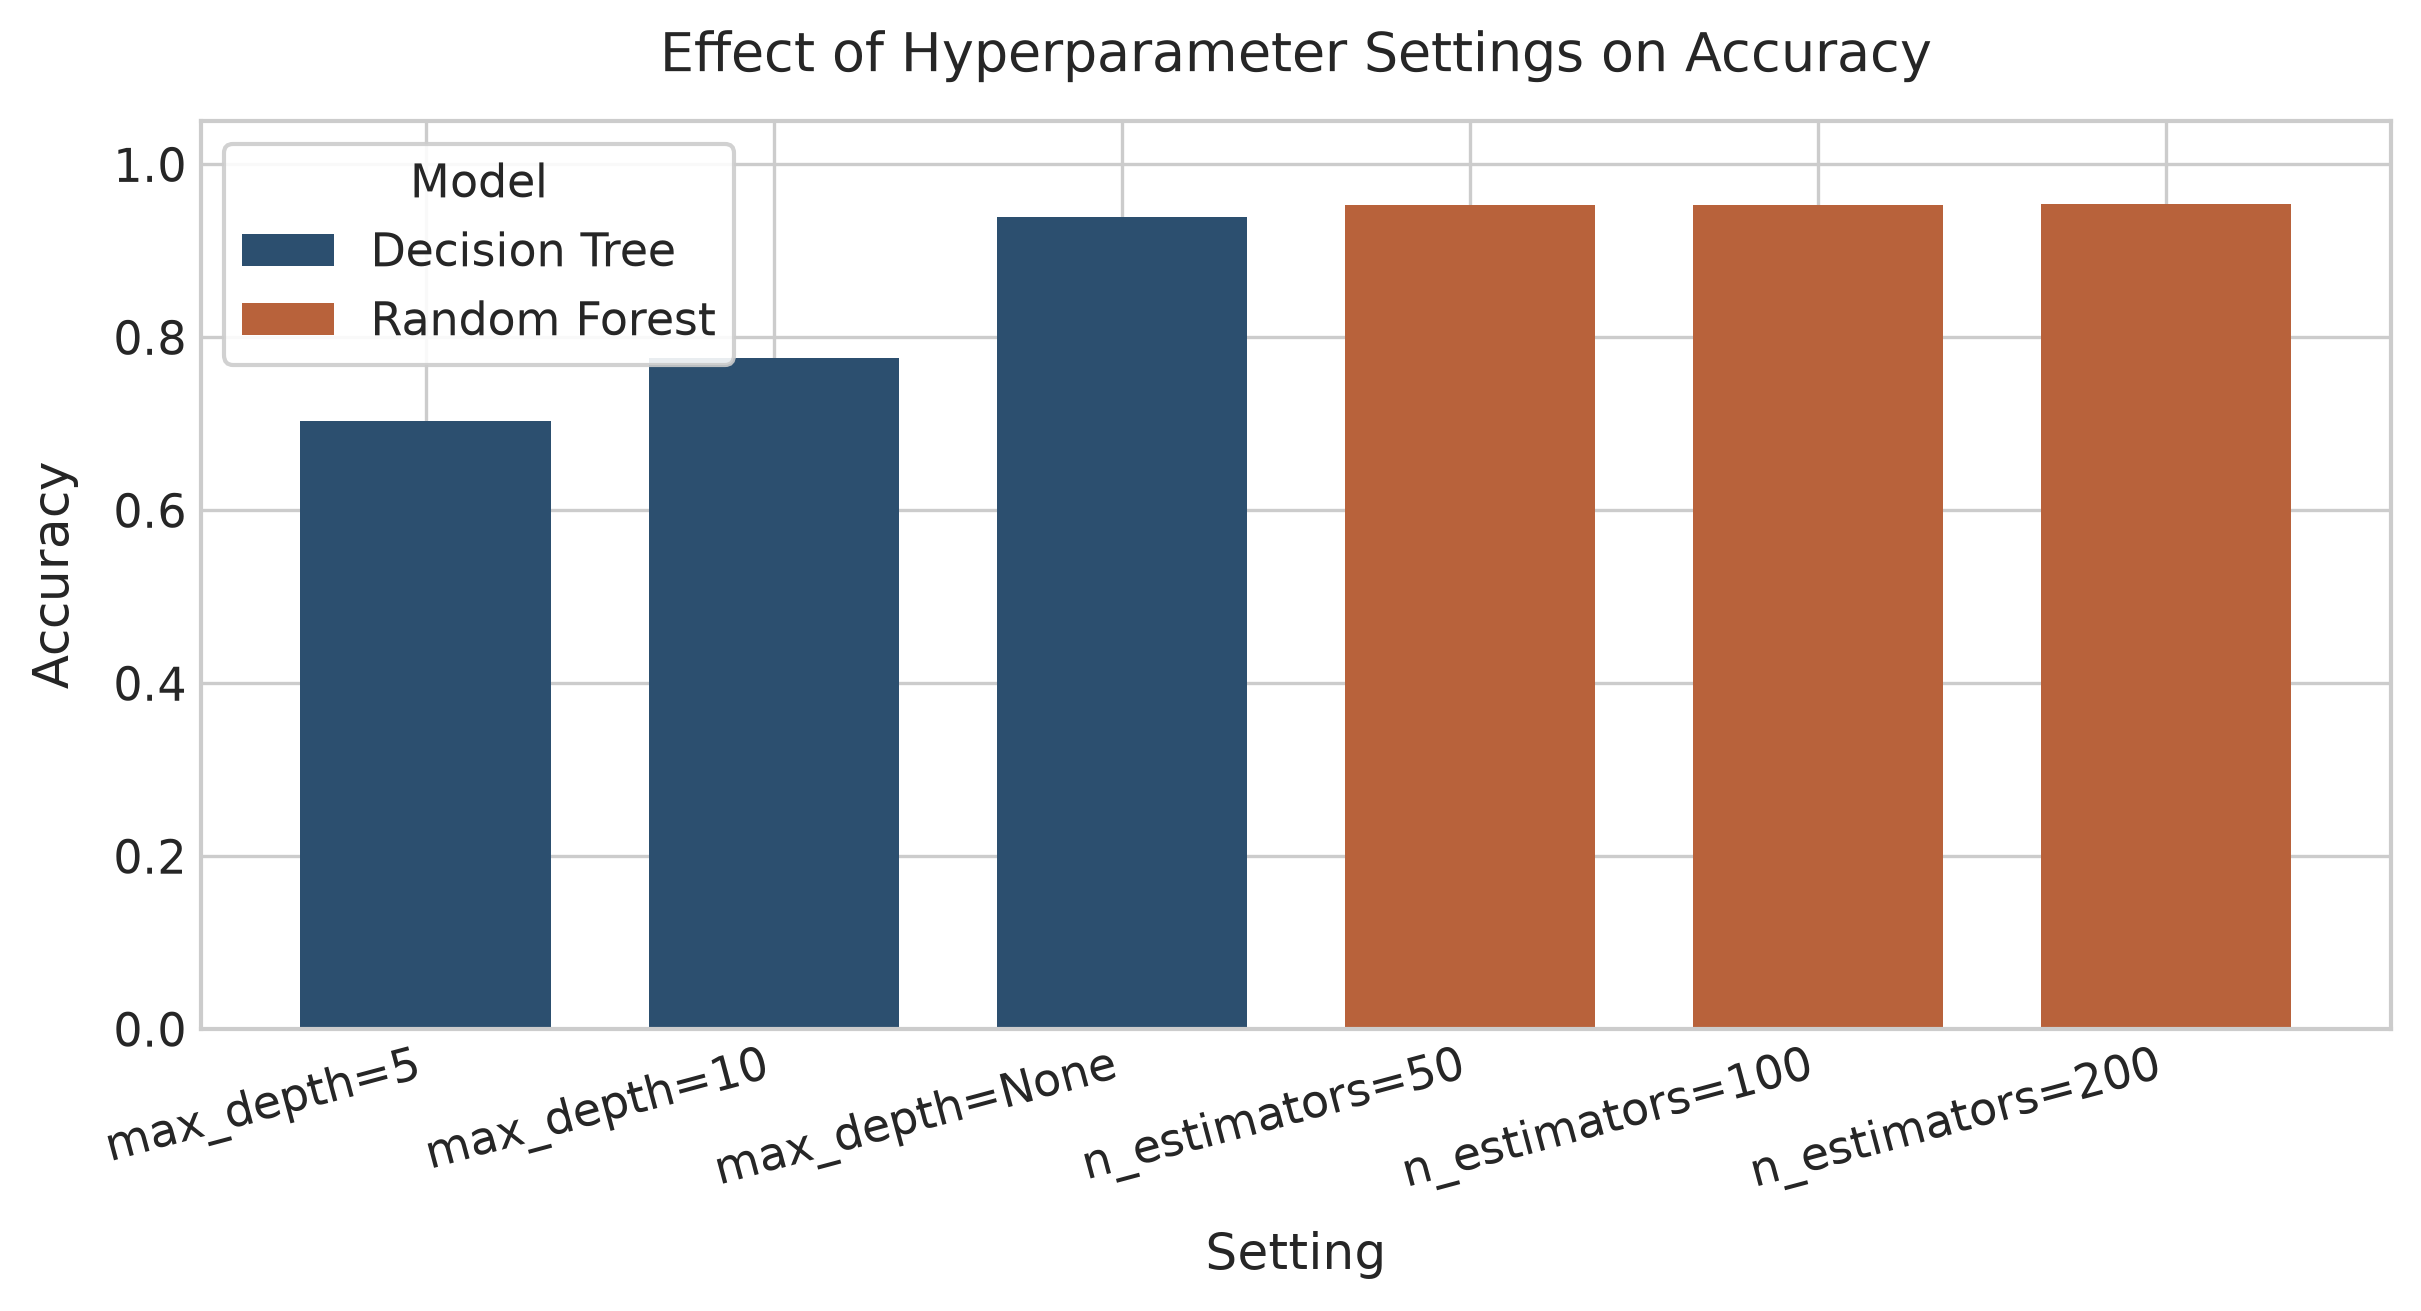 Effect of Hyperparameter Settings on Accuracy
Model
Decision Tree
Random Forest
Accuracy
1.0
0.8
0.6
0.4
0.2
0.0
max_depth=5
max_depth=10
max_depth=None
n_estimators=50
n_estimators=100
n_estimators=200
Setting